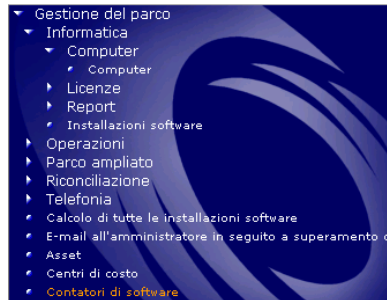 Gestione del parco
Informatica
Computer
Computer
Licenze
Report
Installazioni software
Operazioni
Parco ampliato
Riconciliazione
Telefonia
Calcolo di tutte le installazioni software
E-mail all'amministratore in seguito a superamento
Asset
Centri di costo
Contatori di software